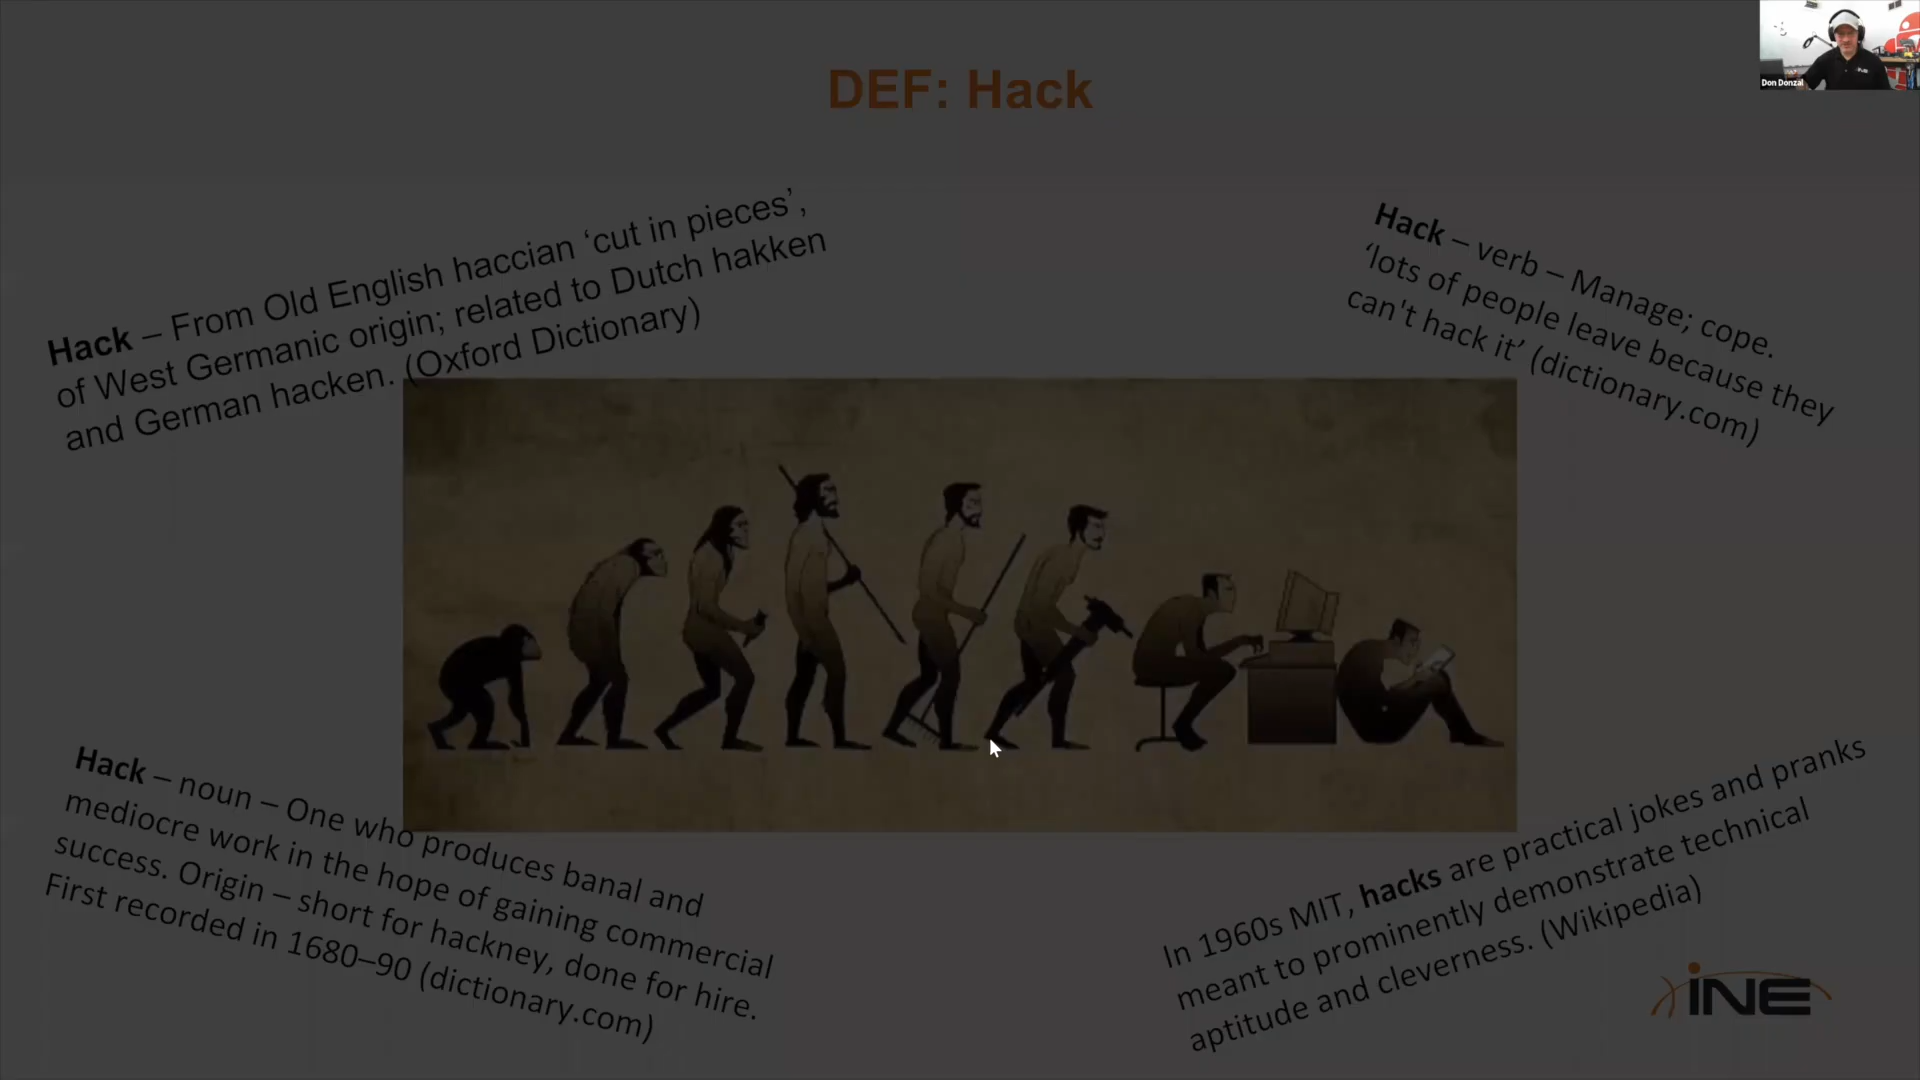 DEF: Hack
Don Donzal
Hack – From Old English haccian ‘cut in pieces’,
of West Germanic origin; related to Dutch hakken
and German hacken. (Oxford Dictionary)
Hack – verb – Manage; cope.
‘lots of people leave because they
can't hack it’ (dictionary.com)
Hack – noun – One who produces banal and
mediocre work in the hope of gaining commercial
success. Origin – short for hackney, done for hire.
First recorded in 1680–90 (dictionary.com)
In 1960s MIT, hacks are practical jokes and pranks
meant to prominently demonstrate technical
aptitude and cleverness. (Wikipedia)
iNE